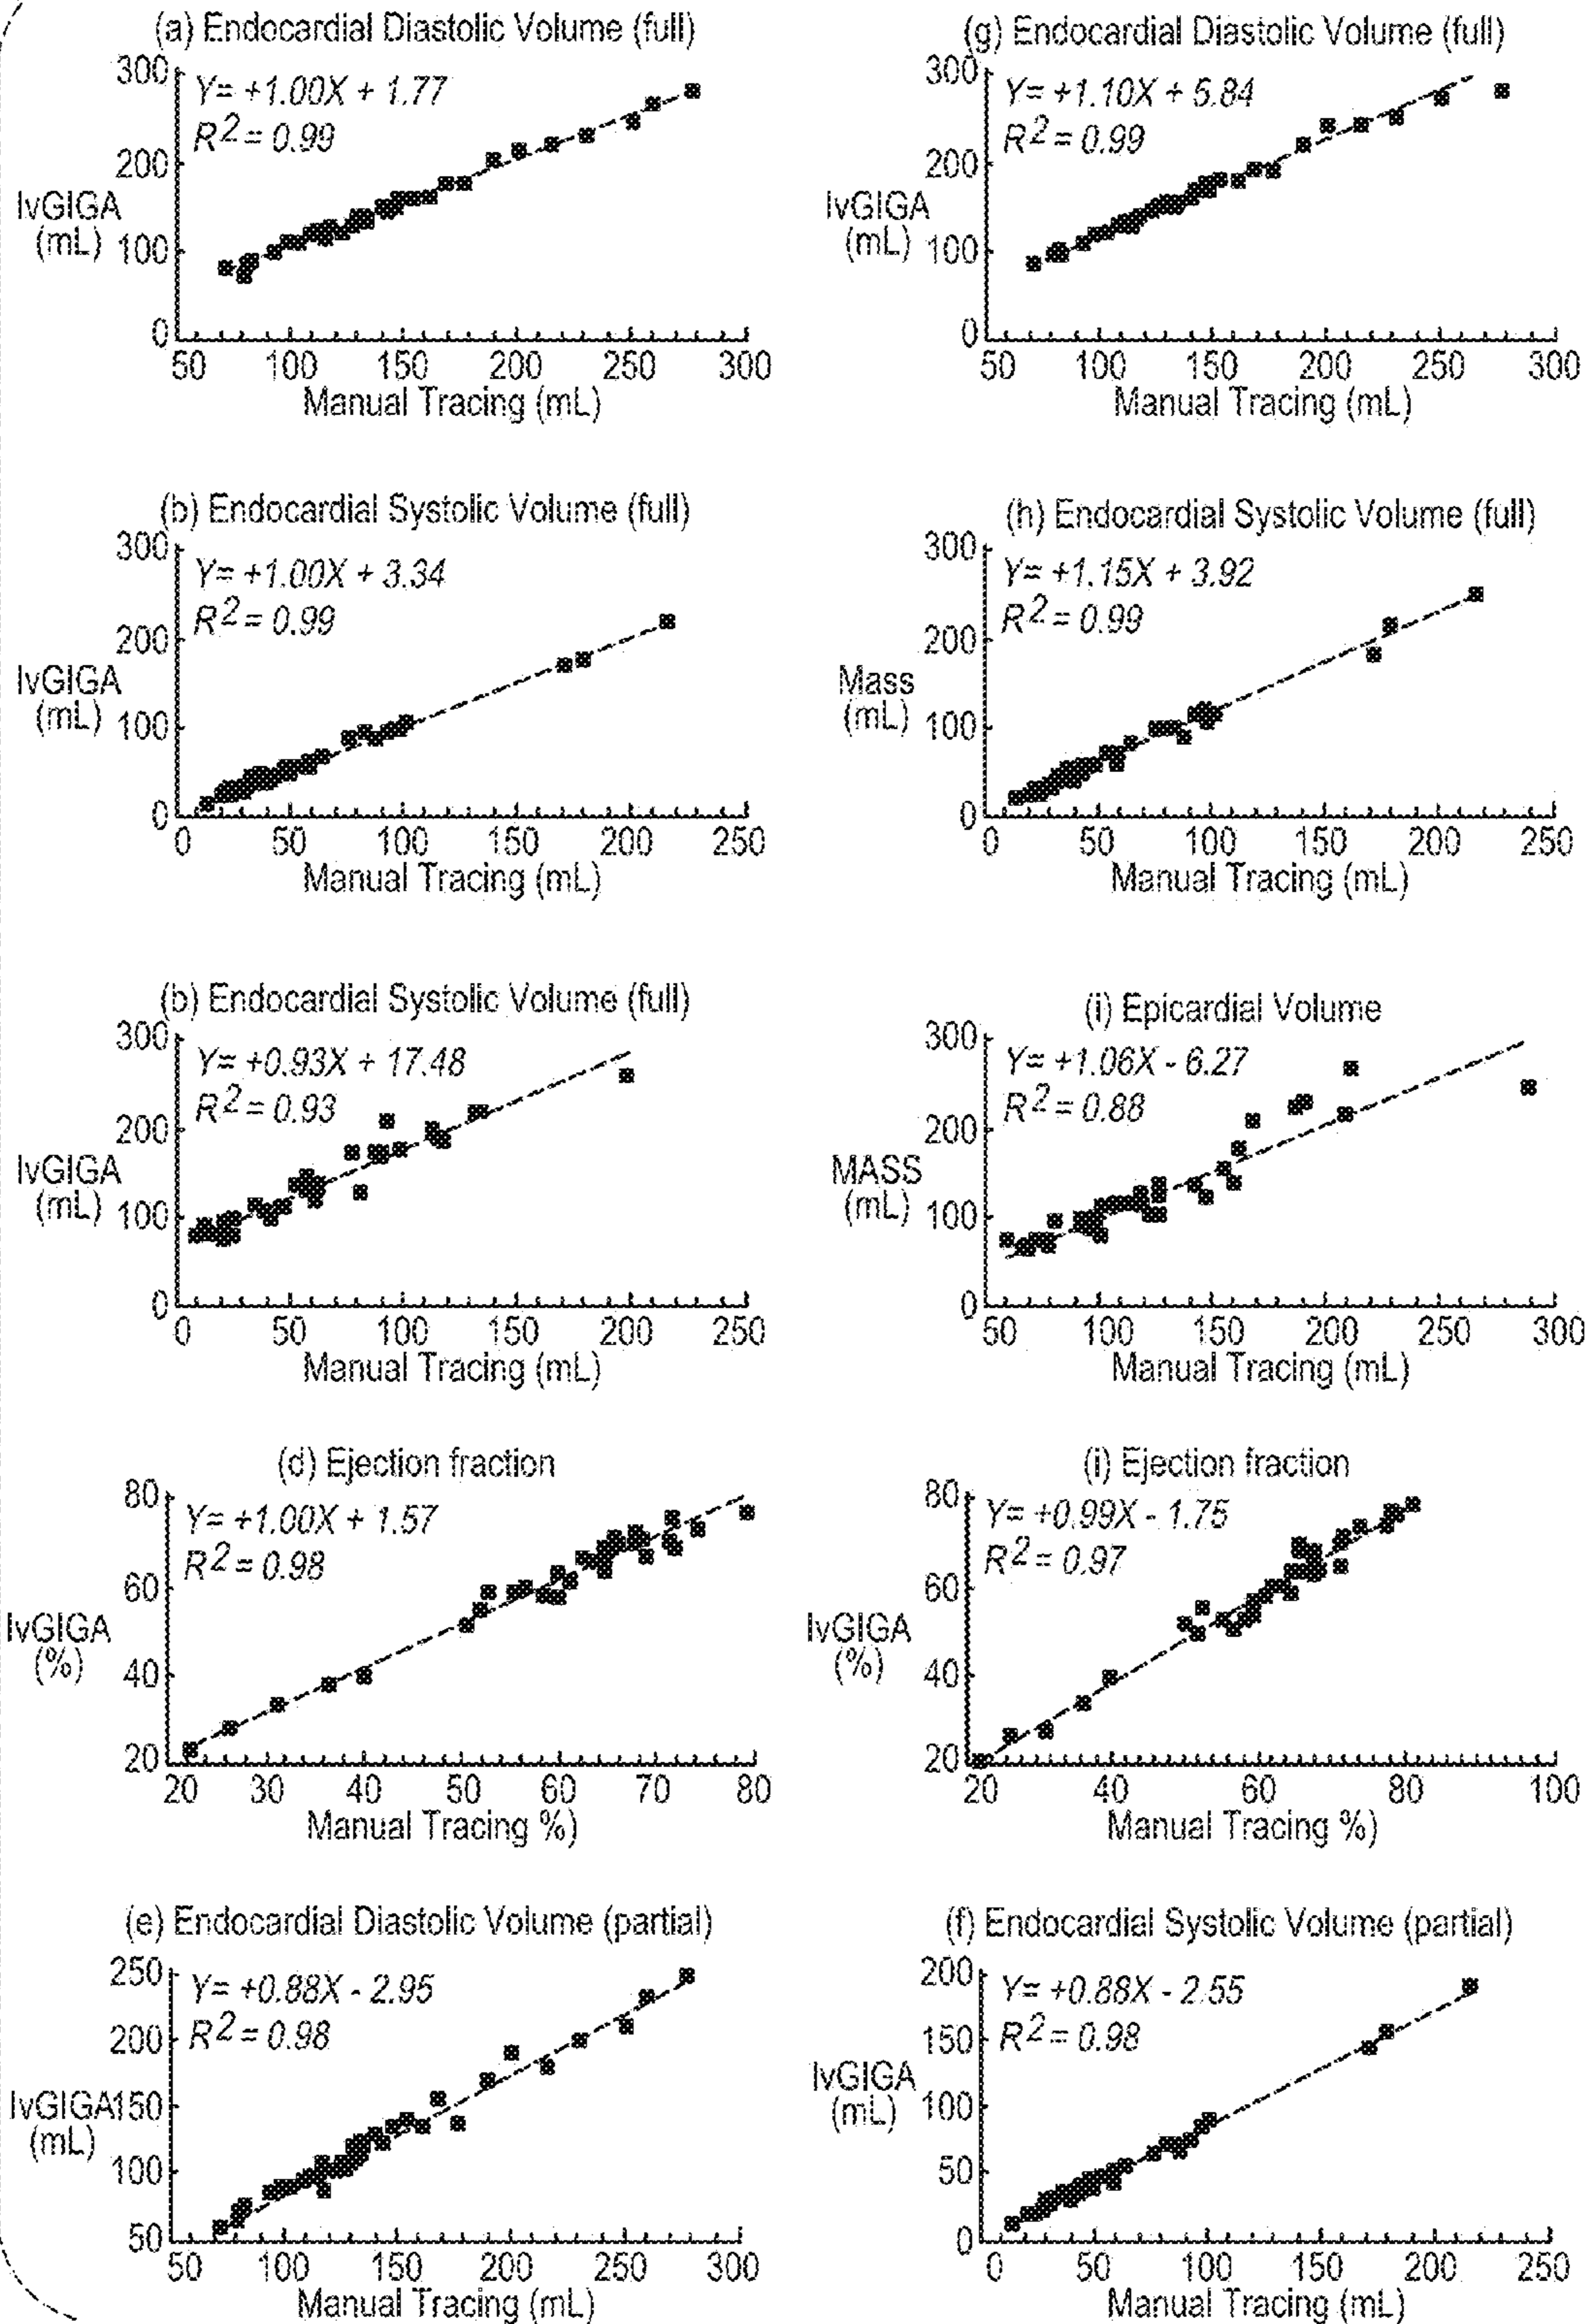 (a) Endocardial Diastolic Volume (full)
Y= +1.00X + 1.77
R2 = 0.99
300
200
100
0
lvGIGA
(mL)
50 100 150 200 250 300
Manual Tracing (mL)
(g) Endocardial Diastolic Volume (full)
Y= +1.10X + 5.84
R2 = 0.99
300
200
100
0
lvGIGA
(mL)
50 100 150 200 250 300
Manual Tracing (mL)
(b) Endocardial Systolic Volume (full)
Y= +1.00X + 3.34
R2 = 0.99
300
200
100
0
lvGIGA
(mL)
0 50 100 150 200 250
Manual Tracing (mL)
(h) Endocardial Systolic Volume (full)
Y= +1.15X + 3.92
R2 = 0.99
300
200
100
0
Mass
(mL)
0 50 100 150 200 250
Manual Tracing (mL)
(b) Endocardial Systolic Volume (full)
Y= +0.93X + 17.48
R2 = 0.93
300
200
100
0
lvGIGA
(mL)
0 50 100 150 200 250
Manual Tracing (mL)
(i) Epicardial Volume
Y= +1.06X - 6.27
R2 = 0.88
300
200
100
0
MASS
(mL)
50 100 150 200 250 300
Manual Tracing (mL)
(d) Ejection fraction
Y= +1.00X + 1.57
R2 = 0.98
80
60
40
20
lvGIGA
(%)
20 30 40 50 60 70 80
Manual Tracing %)
(i) Ejection fraction
Y= +0.99X - 1.75
R2 = 0.97
80
60
40
20
lvGIGA
(%)
20 40 60 80 100
Manual Tracing %)
(e) Endocardial Diastolic Volume (partial)
Y= +0.88X - 2.95
R2 = 0.98
250
200
150
100
50
lvGIGA
(mL)
50 100 150 200 250 300
Manual Tracing (mL)
(f) Endocardial Systolic Volume (partial)
Y= +0.88X - 2.55
R2 = 0.98
200
150
100
50
0
lvGIGA
(mL)
0 50 100 150 200 250
Manual Tracing (mL)